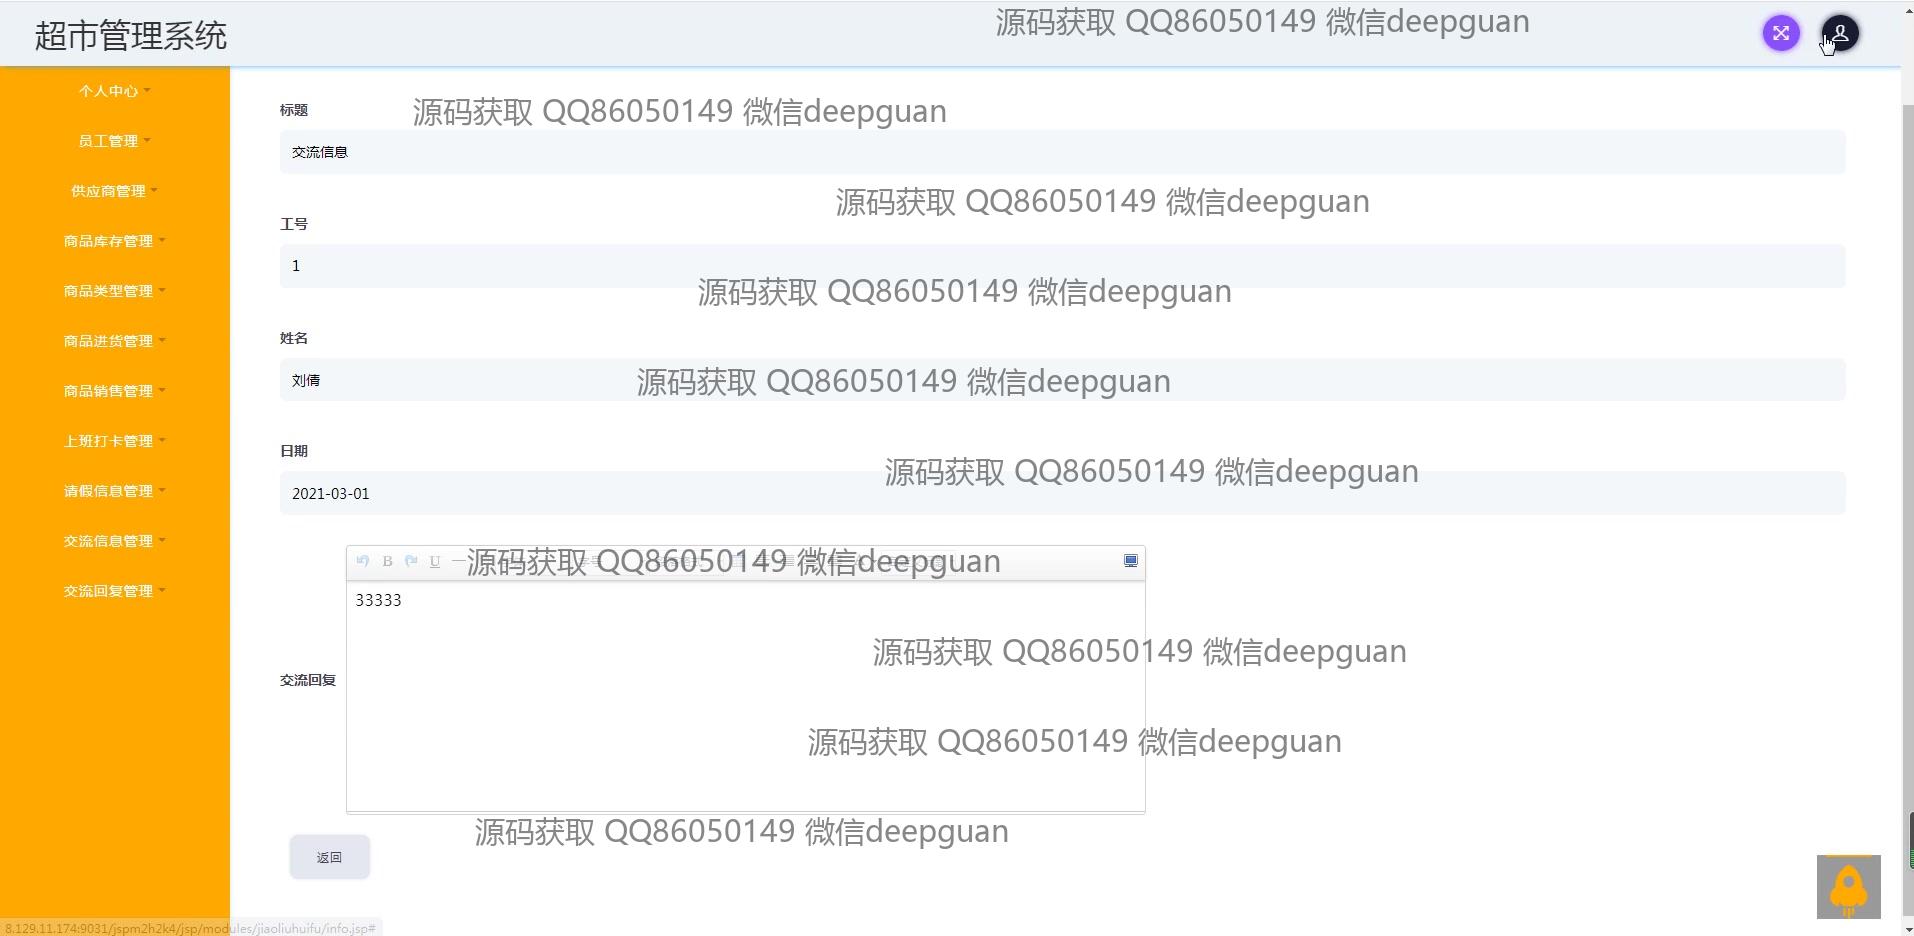 超市管理系统
源码获取 QQ86050149 微信deepguan
个人中心
员工管理
供应商管理
商品库存管理
商品类型管理
商品进货管理
商品销售管理
上班打卡管理
请假信息管理
交流信息管理
交流回复管理
标题
源码获取 QQ86050149 微信deepguan
交流信息
源码获取 QQ86050149 微信deepguan
工号
1
源码获取 QQ86050149 微信deepguan
姓名
刘倩
源码获取 QQ86050149 微信deepguan
日期
源码获取 QQ86050149 微信deepguan
2021-03-01
B U
源码获取 QQ86050149 微信deepguan
33333
源码获取 QQ86050149 微信deepguan
交流回复
源码获取 QQ86050149 微信deepguan
源码获取 QQ86050149 微信deepguan
返回
8.129.11.174:9031/jspm2h2k4/jsp/modules/jiaoliuhuifu/info.jsp#